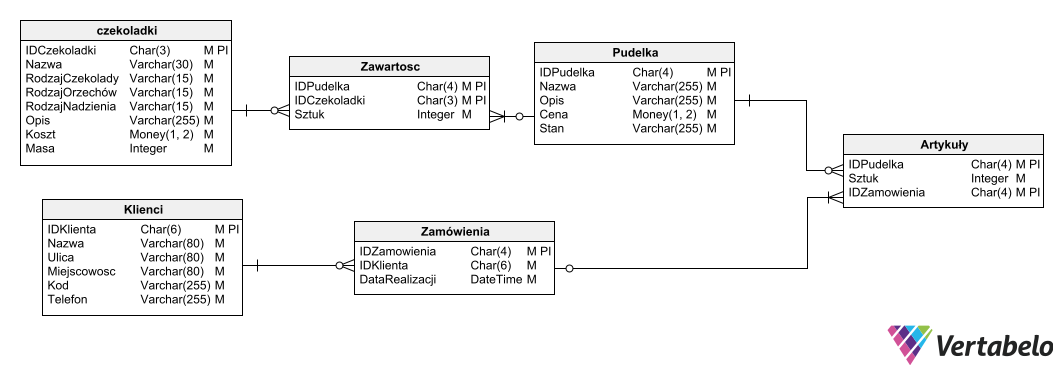 czekoladki
IDCzekoladki Char(3) M PI
Nazwa Varchar(30) M
RodzajCzekolady Varchar(15) M
RodzajOrzechów Varchar(15) M
RodzajNadzienia Varchar(15) M
Opis Varchar(255) M
Koszt Money(1, 2) M
Masa Integer M
Zawartosc
IDPudelka Char(4) M PI
IDCzekoladki Char(3) M PI
Sztuk Integer M
Pudelka
IDPudelka Char(4) M PI
Nazwa Varchar(255) M
Opis Varchar(255) M
Cena Money(1, 2) M
Stan Varchar(255) M
Artykuły
IDPudelka Char(4) M PI
Sztuk Integer M
IDZamowienia Char(4) M PI
Klienci
IDKlienta Char(6) M PI
Nazwa Varchar(80) M
Ulica Varchar(80) M
Miejscowosc Varchar(80) M
Kod Varchar(255) M
Telefon Varchar(255) M
Zamówienia
IDZamowienia Char(4) M PI
IDKlienta Char(6) M
DataRealizacji DateTime M
Vertabelo